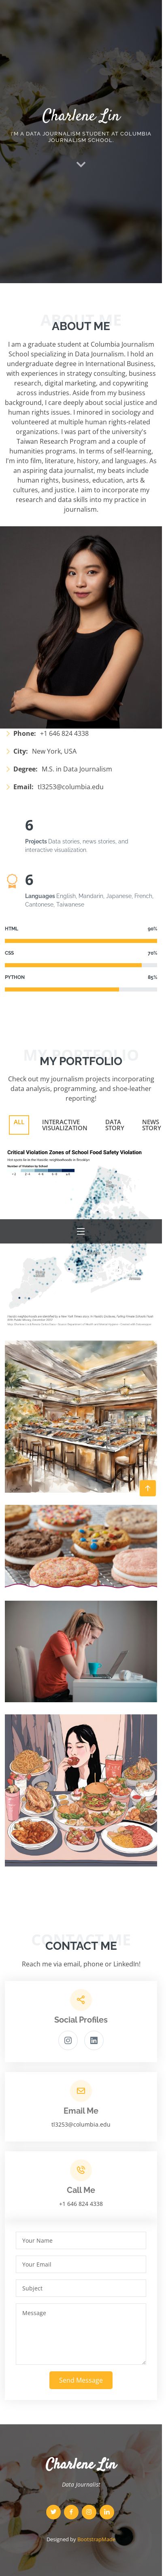 Charlene Lin
I'M A DATA JOURNALISM STUDENT AT COLUMBIA
JOURNALISM SCHOOL.
ABOUT ME
ABOUT ME
I am a graduate student at Columbia Journalism
School specializing in Data Journalism. I hold an
undergraduate degree in International Business,
with experiences in strategy consulting, business
research, digital marketing, and copywriting
across industries. Aside from my business
background, I care deeply about social justice and
human rights issues. I minored in sociology and
volunteered at multiple human rights-related
organizations. I was part of the university's
Taiwan Research Program and a couple of
humanities programs. In terms of self-learning,
I'm into film, literature, history, and languages. As
an aspiring data journalist, my beats include
human rights, business, education, arts &
cultures, and justice. I aim to incorporate my
research and data skills into my practice in
journalism.
Phone: +1 646 824 4338
City: New York, USA
Degree: M.S. in Data Journalism
Email: tl3253@columbia.edu
6
Projects Data stories, news stories, and
interactive visualization.
6
Languages English, Mandarin, Japanese, French,
Cantonese, Taiwanese
HTML 90%
CSS 70%
PYTHON 85%
MY PORTFOLIO
MY PORTFOLIO
Check out my journalism projects incorporating
data analysis, programming, and shoe-leather
reporting!
ALL INTERACTIVE VISUALIZATION DATA STORY NEWS STORY
Critical Violation Zones of School Food Safety Violation
CONTACT ME
CONTACT ME
Reach me via email, phone or LinkedIn!
Social Profiles
Email Me
tl3253@columbia.edu
Call Me
+1 646 824 4338
Your Name
Your Email
Subject
Message
Send Message
Charlene Lin
Data Journalist
Designed by BootstrapMade